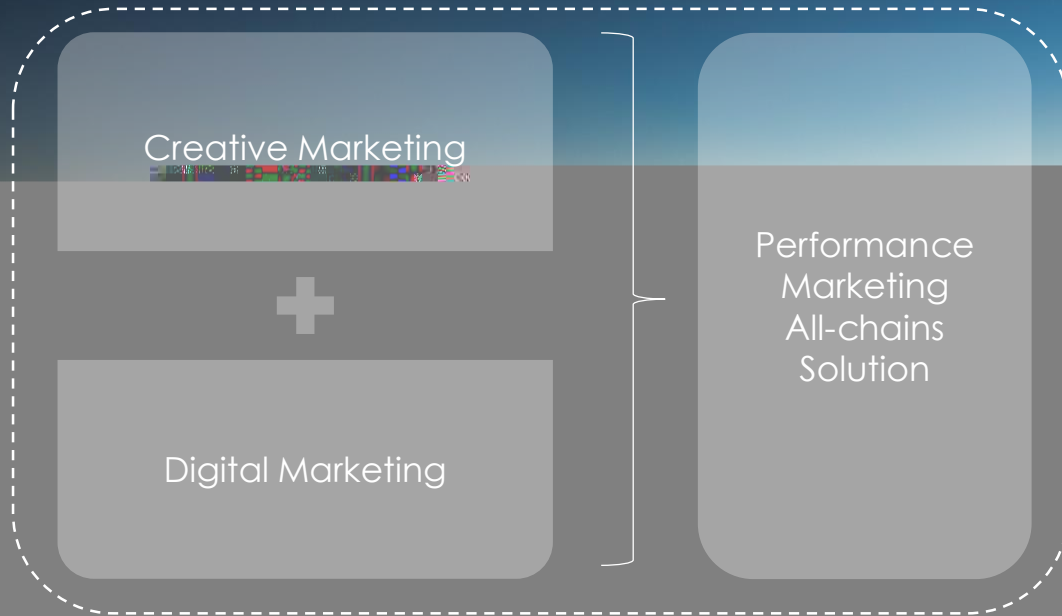 Creative Marketing
Digital Marketing
Performance
Marketing
All-chains
Solution